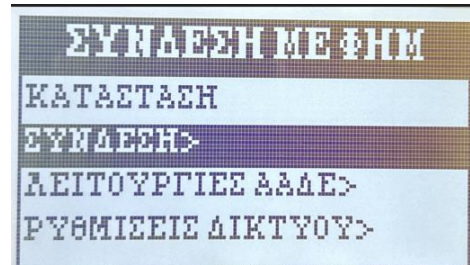 ΣΥΝΔΕΣΗ ΜΕ ΦΗΜ
ΚΑΤΑΣΤΑΣΗ
ΣΥΝΔΕΣΗ>
ΛΕΙΤΟΥΡΓΙΕΣ ΑΑΔΕ>
ΡΥΘΜΙΣΕΙΣ ΔΙΚΤΥΟΥ>